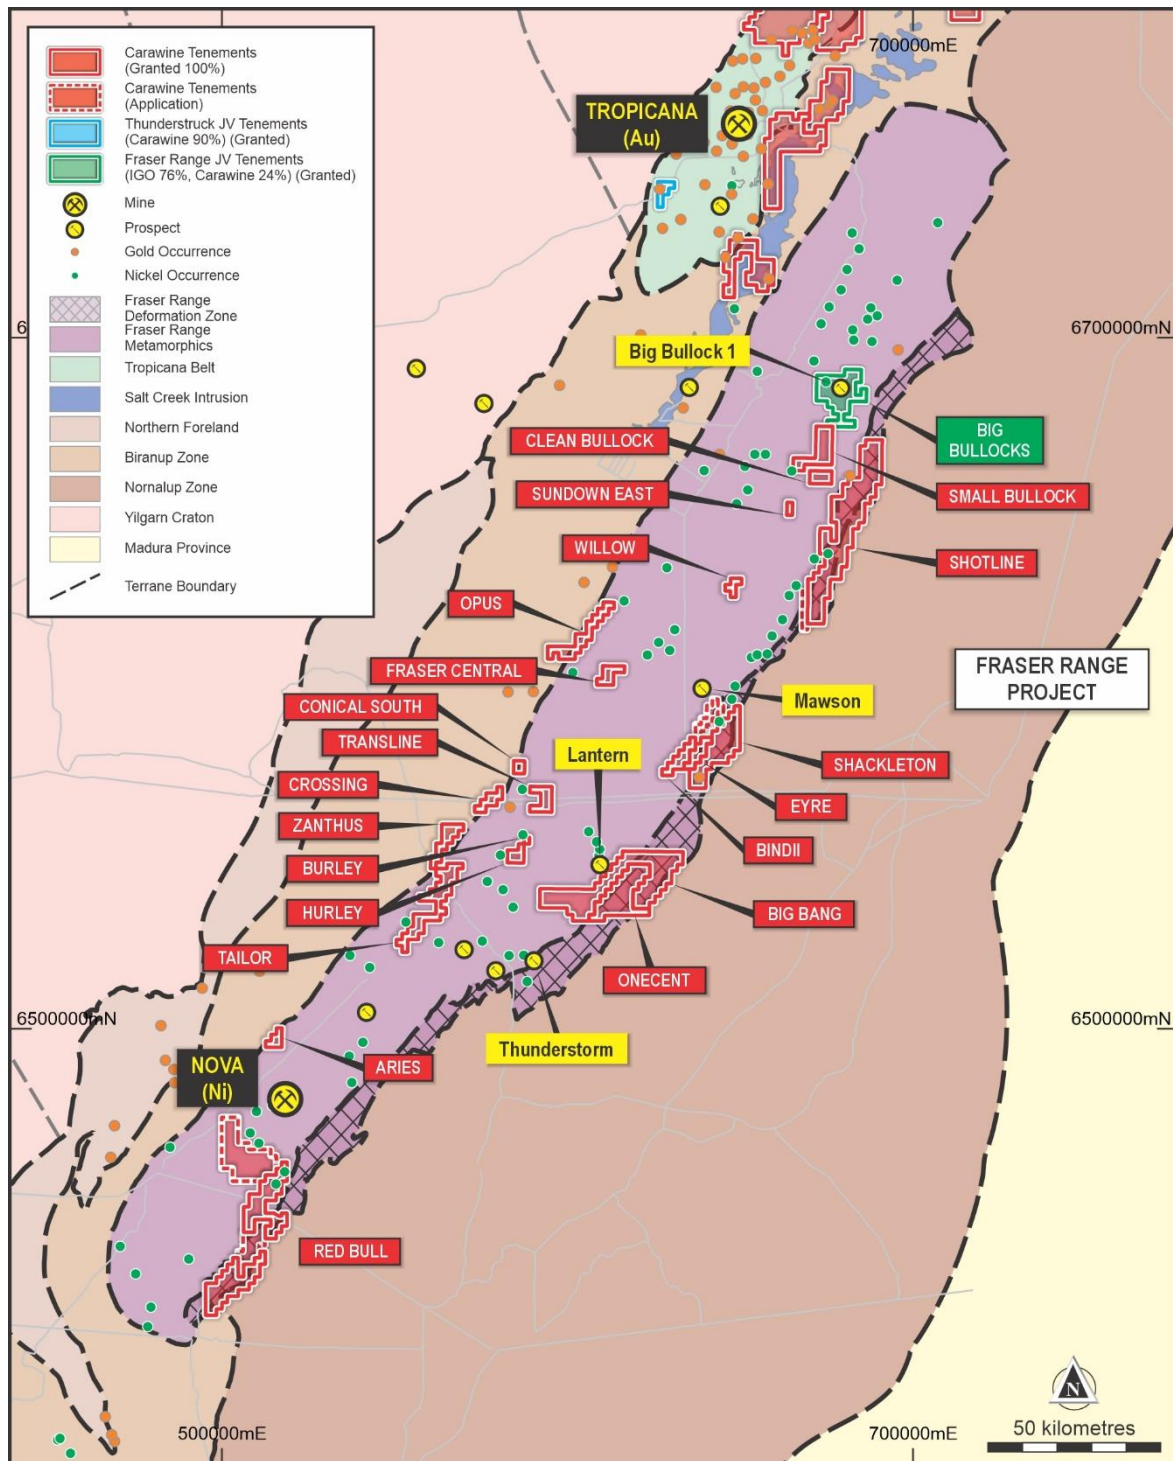 Carawine Tenements
(Granted 100%)
Carawine Tenements
(Application)
Thunderstruck JV Tenements
(Carawine 90%) (Granted)
Fraser Range JV Tenements
(IGO 76%, Carawine 24%) (Granted)
Mine
Prospect
Gold Occurrence
Nickel Occurrence
Fraser Range
Deformation Zone
Fraser Range
Metamorphics
Tropicana Belt
Salt Creek Intrusion
Northern Foreland
Biranup Zone
Nornalup Zone
Yilgarn Craton
Madura Province
Terrane Boundary
700000mE
TROPICANA
(Au)
6
6700000mN
Big Bullock 1
CLEAN BULLOCK
BIG
BULLOCKS
SUNDOWN EAST
SMALL BULLOCK
WILLOW
SHOTLINE
OPUS
FRASER CENTRAL
FRASER RANGE
PROJECT
CONICAL SOUTH
Mawson
TRANSLINE
Lantern
SHACKLETON
CROSSING
EYRE
ZANTHUS
BINDII
BURLEY
HURLEY
BIG BANG
TAILOR
ONECENT
6500000mN
6500000mN
Thunderstorm
NOVA
(Ni)
ARIES
RED BULL
N
50 kilometres
500000mE
700000mE